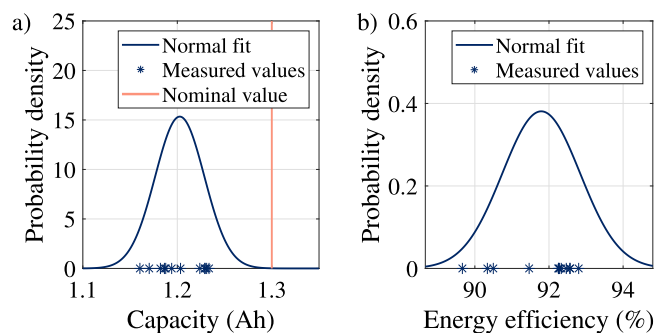 a)
25
20
15
10
5
0
Probability density
Normal fit
Measured values
Nominal value
1.1
1.2
1.3
Capacity (Ah)
b)
0.6
0.4
0.2
0
Probability density
Normal fit
Measured values
90
92
94
Energy efficiency (%)